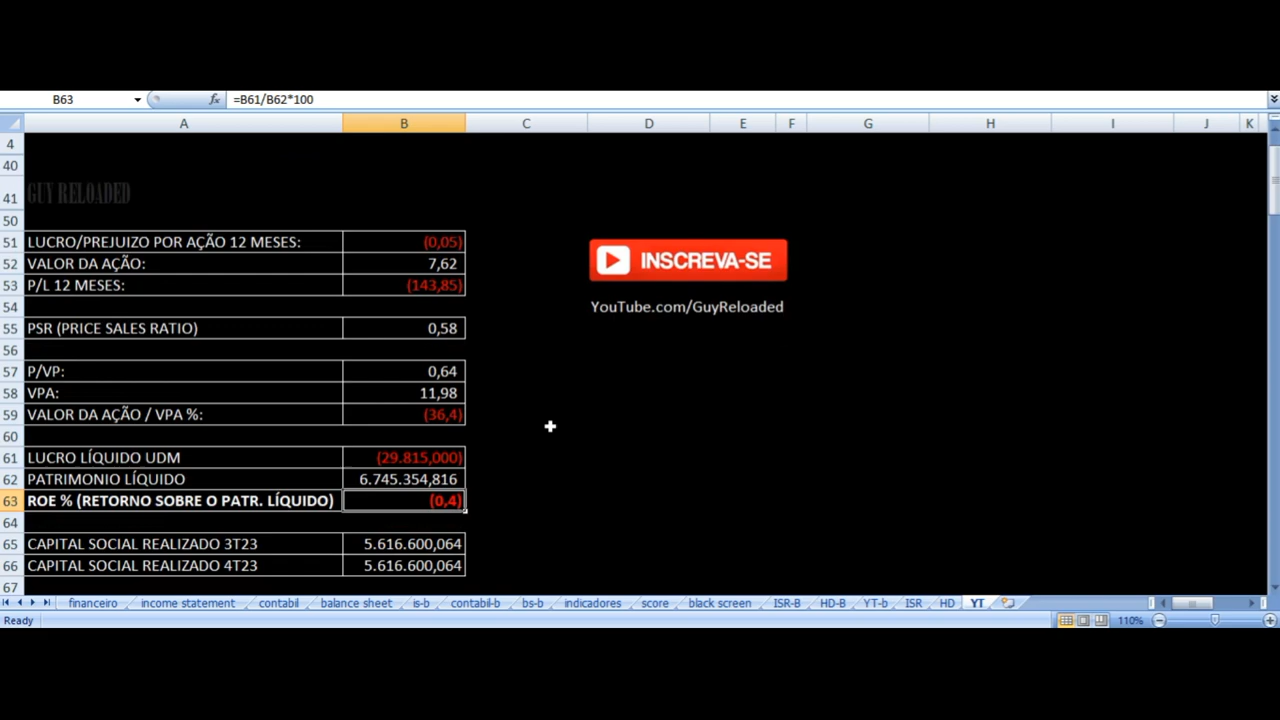 B63 fx =B61/B62*100
A B C D E F G H I J K
4
40
41 GUY RELOADED
50
51 LUCRO/PREJUIZO POR AÇÃO 12 MESES: (0,05)
52 VALOR DA AÇÃO: 7,62
53 P/L 12 MESES: (143,85)
54
55 PSR (PRICE SALES RATIO) 0,58
56
57 P/VP: 0,64
58 VPA: 11,98
59 VALOR DA AÇÃO / VPA %: (36,4)
60
61 LUCRO LÍQUIDO UDM (29.815,000)
62 PATRIMONIO LÍQUIDO 6.745.354,816
63 ROE % (RETORNO SOBRE O PATR. LÍQUIDO) (0,4)
64
65 CAPITAL SOCIAL REALIZADO 3T23 5.616.600,064
66 CAPITAL SOCIAL REALIZADO 4T23 5.616.600,064
67
INSCREVA-SE
YouTube.com/GuyReloaded
financeiro income statement contabil balance sheet is-b contabil-b bs-b indicadores score black screen ISR-B HD-B YT-b ISR HD YT
Ready 110%